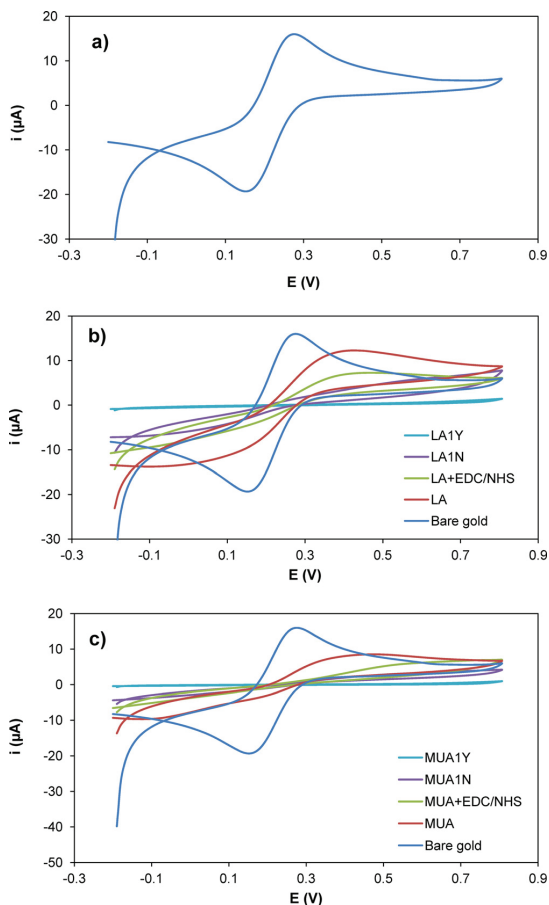 a)
20
10
0
-10
-20
-30
i (µA)
-0.3 -0.1 0.1 0.3 0.5 0.7 0.9
E (V)
b)
20
10
0
-10
-20
-30
i (µA)
LA1Y
LA1N
LA+EDC/NHS
LA
Bare gold
-0.3 -0.1 0.1 0.3 0.5 0.7 0.9
E (V)
c)
20
10
0
-10
-20
-30
-40
-50
i (µA)
MUA1Y
MUA1N
MUA+EDC/NHS
MUA
Bare gold
-0.3 -0.1 0.1 0.3 0.5 0.7 0.9
E (V)